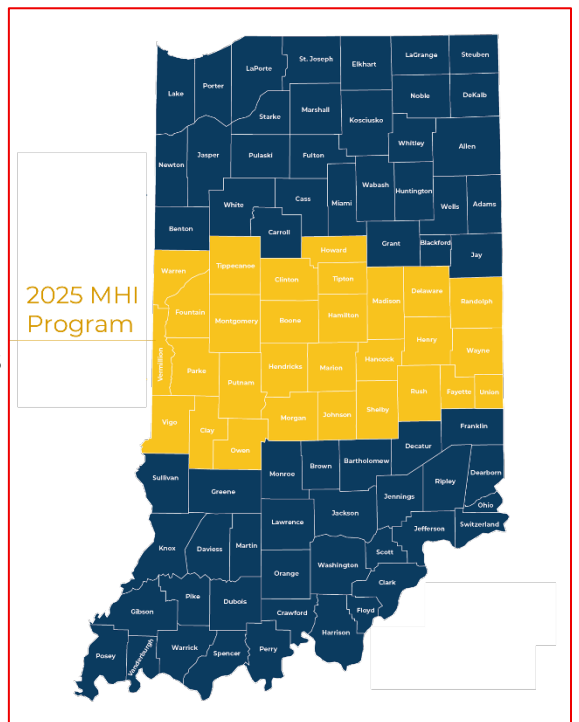 St. Joseph
LaGrange
Steuben
LaPorte
Elkhart
Porter
Lake
Noble
DeKalb
Starke
Marshall
Kosciusko
Whitley
Allen
Jasper
Pulaski
Fulton
Newton
Wabash
Huntington
White
Cass
Miami
Wells
Adams
Benton
Carroll
Grant
Blackford
Jay
Howard
Warren
Tippecanoe
Clinton
Tipton
Madison
Delaware
Randolph
2025 MHI
Program
Fountain
Montgomery
Boone
Hamilton
Henry
Wayne
Vermillion
Parke
Putnam
Hendricks
Marion
Hancock
Rush
Fayette
Union
Vigo
Clay
Owen
Morgan
Johnson
Shelby
Franklin
Decatur
Sullivan
Greene
Monroe
Brown
Bartholomew
Dearborn
Ripley
Jennings
Ohio
Lawrence
Jackson
Jefferson
Switzerland
Knox
Daviess
Martin
Scott
Orange
Washington
Clark
Gibson
Pike
Dubois
Crawford
Floyd
Harrison
Posey
Vanderburgh
Warrick
Spencer
Perry